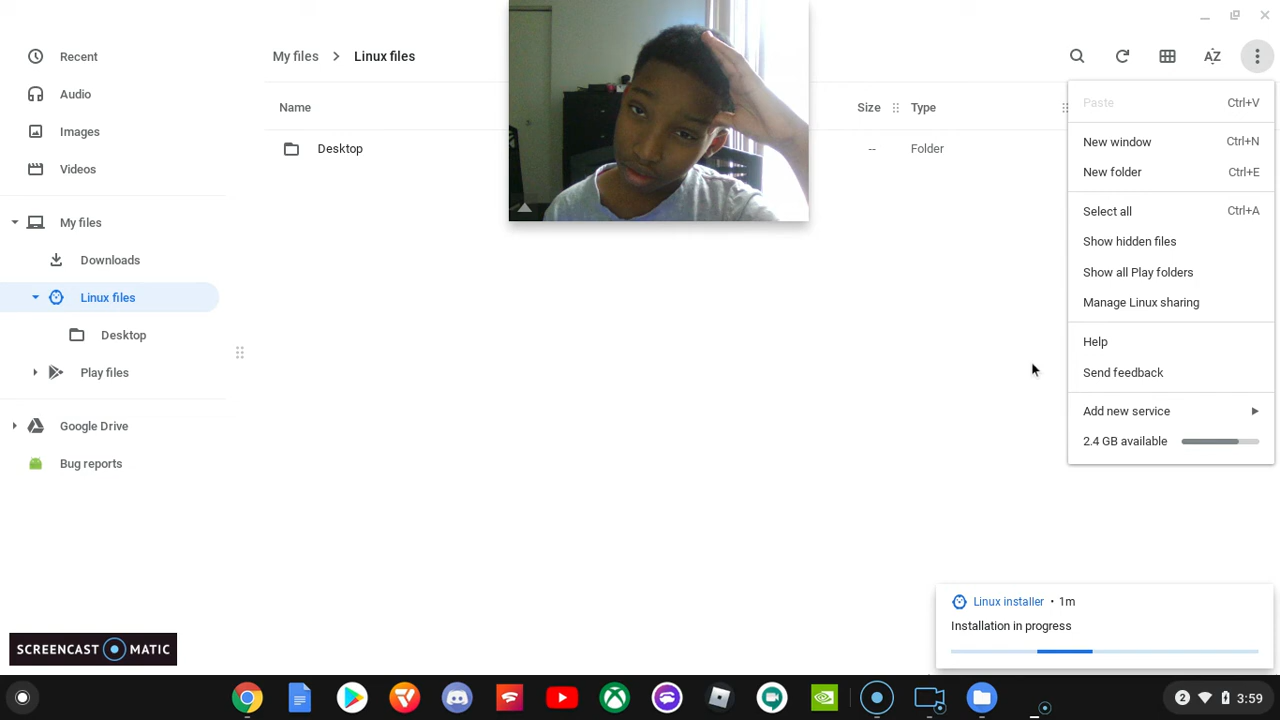 Recent
Audio
Images
Videos
My files
Downloads
Linux files
Desktop
Play files
Google Drive
Bug reports
My files > Linux files
Name
Size
Type
Desktop
--
Folder
Paste Ctrl+V
New window Ctrl+N
New folder Ctrl+E
Select all Ctrl+A
Show hidden files
Show all Play folders
Manage Linux sharing
Help
Send feedback
Add new service
2.4 GB available
Linux installer • 1m
Installation in progress
SCREENCAST MATIC
2 3:59